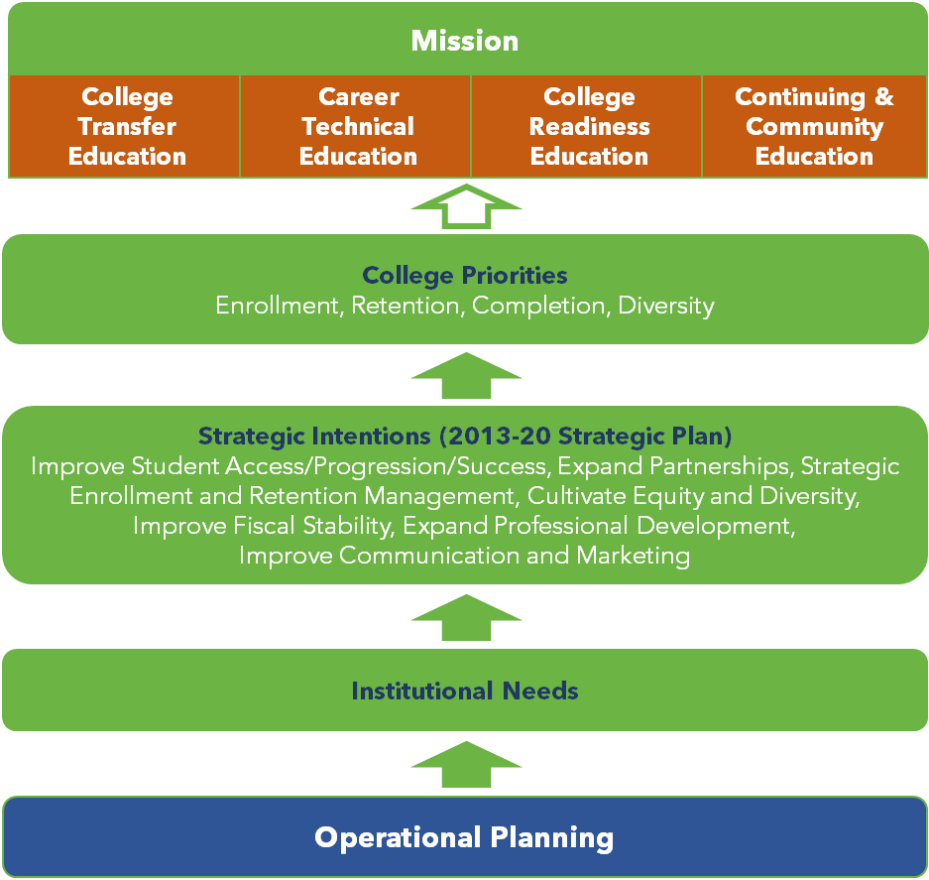 Mission
College
Transfer
Education
Career
Technical
Education
College
Readiness
Education
Continuing &
Community
Education
College Priorities
Enrollment, Retention, Completion, Diversity
Strategic Intentions (2013-20 Strategic Plan)
Improve Student Access/Progression/Success, Expand Partnerships, Strategic
Enrollment and Retention Management, Cultivate Equity and Diversity,
Improve Fiscal Stability, Expand Professional Development,
Improve Communication and Marketing
Institutional Needs
Operational Planning